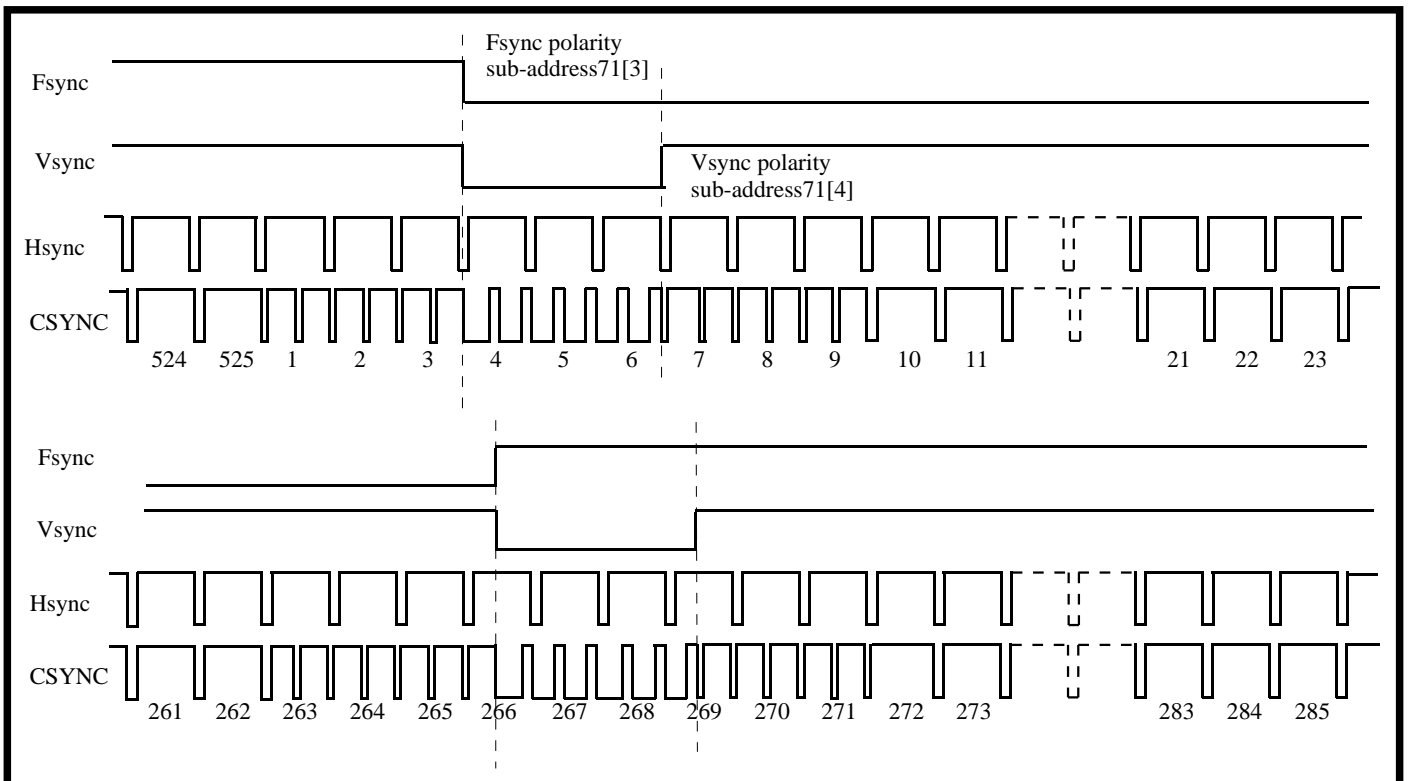 Fsync polarity
sub-address71[3]
Fsync
Vsync
Vsync polarity
sub-address71[4]
Hsync
CSYNC
524 525 1 2 3 4 5 6 7 8 9 10 11 21 22 23
Fsync
Vsync
Hsync
CSYNC
261 262 263 264 265 266 267 268 269 270 271 272 273 283 284 285